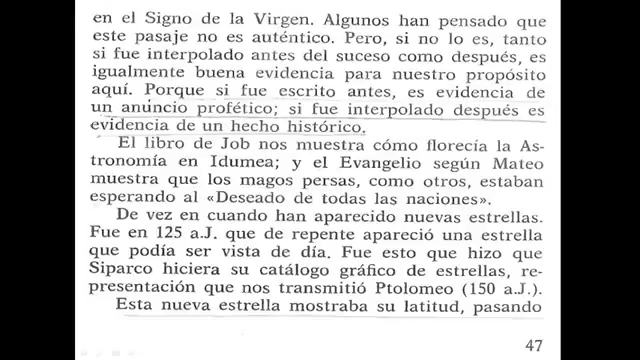 en el Signo de la Virgen. Algunos han pensado que
este pasaje no es auténtico. Pero, si no lo es, tanto
si fue interpolado antes del suceso como después, es
igualmente buena evidencia para nuestro propósito
aquí. Porque si fue escrito antes, es evidencia de
un anuncio profético; si fue interpolado después es
evidencia de un hecho histórico.
El libro de Job nos muestra cómo florecía la As-
tronomía en Idumea; y el Evangelio según Mateo
muestra que los magos persas, como otros, estaban
esperando al «Deseado de todas las naciones».
De vez en cuando han aparecido nuevas estrellas.
Fue en 125 a.J. que de repente apareció una estrella
que podía ser vista de día. Fue esto que hizo que
Siparco hiciera su catálogo gráfico de estrellas, re-
presentación que nos transmitió Ptolomeo (150 a.J.).
Esta nueva estrella mostraba su latitud, pasando
47